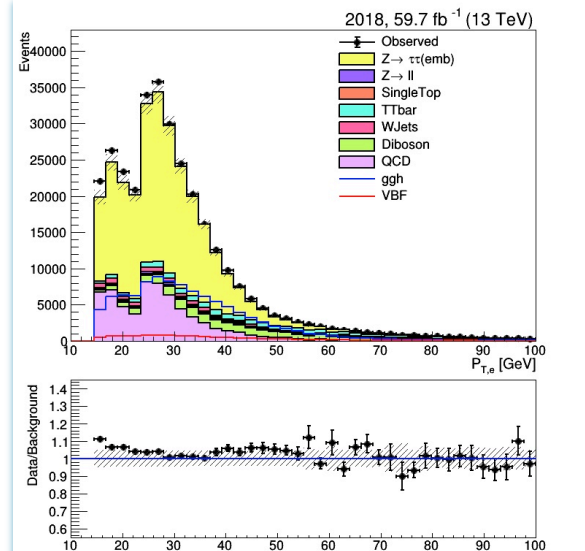 2018, 59.7 fb -1 (13 TeV)
Events
40000
35000
30000
25000
20000
15000
10000
5000
0
Observed
Z→ ττ(emb)
Z→ ll
SingleTop
TTbar
WJets
Diboson
QCD
ggh
VBF
10 20 30 40 50 60 70 80 90 100
P T,e [GeV]
Data/Background
1.4
1.3
1.2
1.1
1
0.9
0.8
0.7
0.6
10 20 30 40 50 60 70 80 90 100